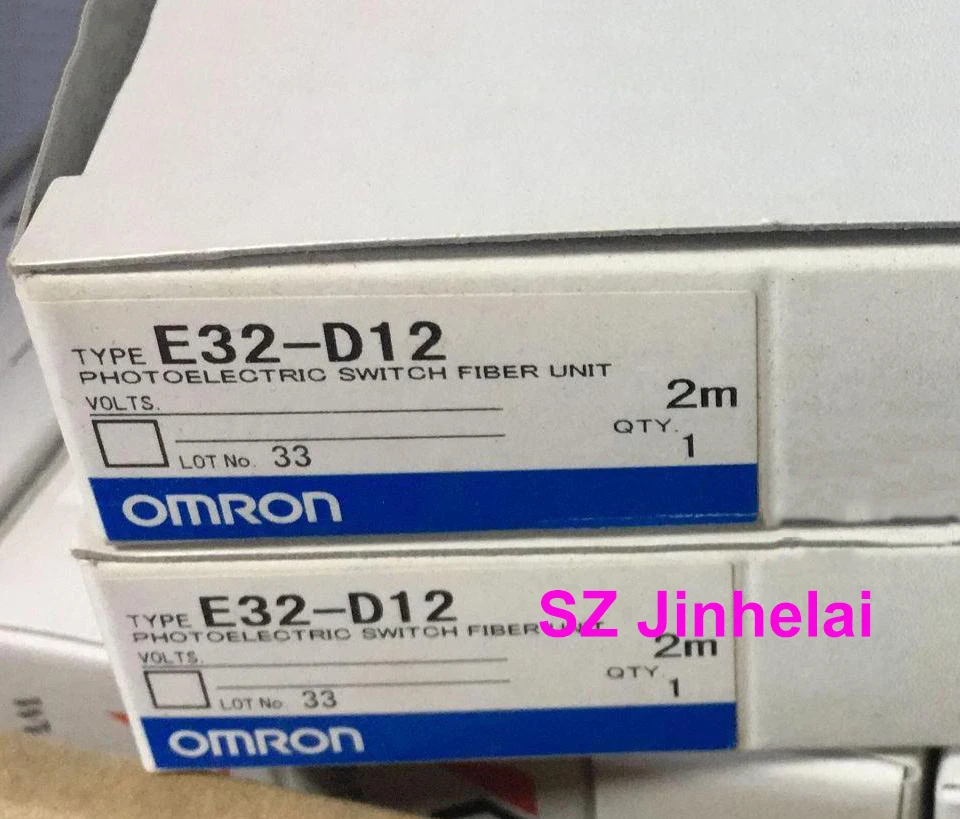 TYPE E32-D12
PHOTOELECTRIC SWITCH FIBER UNIT
2m
VOLTS.
QTY.
1
LOT No. 33
OMRON
TYPE E32-D12
SZ Jinhelai
PHOTOELECTRIC SWITCH FIBER UNIT
2m
VOLTS.
QTY.
1
LOT No. 33
OMRON